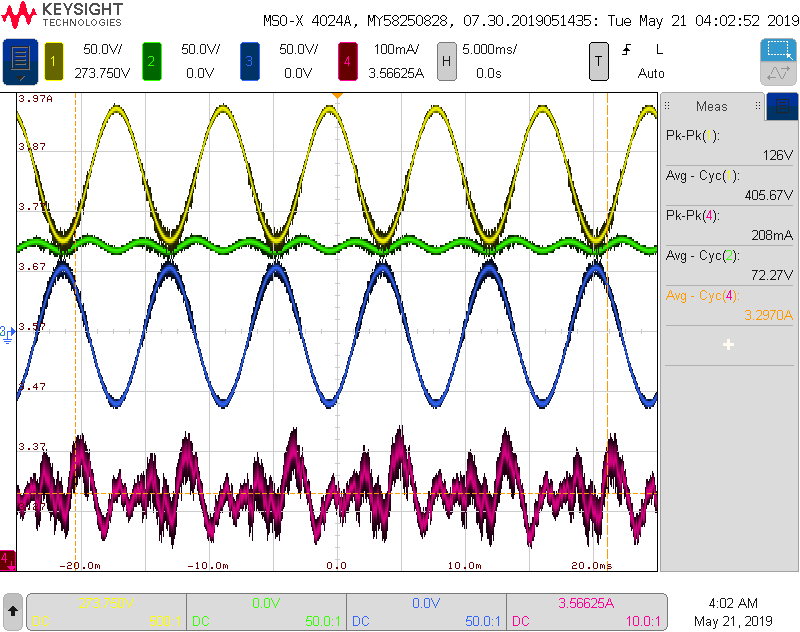 KEYSIGHT
TECHNOLOGIES
MSO-X 4024A, MY58250828, 07.30.2019051435: Tue May 21 04:02:52 2019
1 50.0V/ 2 50.0V/ 3 50.0V/ 4 100mA/ H 5.000ms/ T L
273.750V 0.0V 0.0V 3.56625A 0.0s Auto
3.97A
3.87
3.67
3.47
3.37
-20.0m -10.0m 0.0 10.0m 20.0ms
3
4
Meas
Pk-Pk( ):
126V
Avg - Cyc( ):
405.67V
Pk-Pk(4):
208mA
Avg - Cyc(2):
72.27V
Avg - Cyc(4):
3.2970A
273.750V 0.0V 0.0V 3.56625A
DC DC 50.0:1 DC 50.0:1 DC 10.0:1
4:02 AM
May 21, 2019